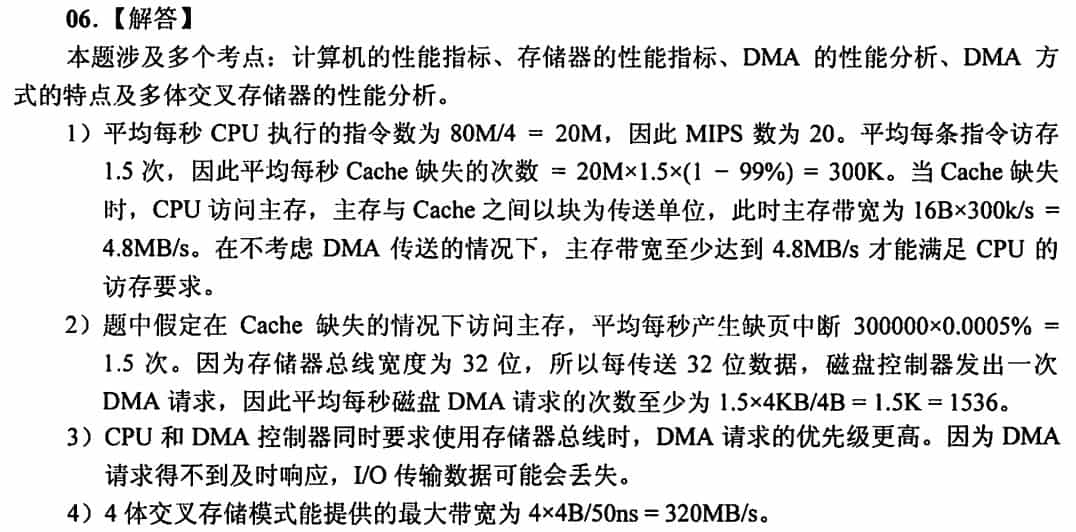 06.【解答】
本题涉及多个考点：计算机的性能指标、存储器的性能指标、DMA 的性能分析、DMA 方
式的特点及多体交叉存储器的性能分析。
1）平均每秒 CPU 执行的指令数为 80M/4 = 20M，因此 MIPS 数为 20。平均每条指令访存
1.5 次，因此平均每秒 Cache 缺失的次数 = 20M×1.5×(1 − 99%) = 300K。当 Cache 缺失
时，CPU 访问主存，主存与 Cache 之间以块为传送单位，此时主存带宽为 16B×300k/s =
4.8MB/s。在不考虑 DMA 传送的情况下，主存带宽至少达到 4.8MB/s 才能满足 CPU 的
访存要求。
2）题中假定在 Cache 缺失的情况下访问主存，平均每秒产生缺页中断 300000×0.0005% =
1.5 次。因为存储器总线宽度为 32 位，所以每传送 32 位数据，磁盘控制器发出一次
DMA 请求，因此平均每秒磁盘 DMA 请求的次数至少为 1.5×4KB/4B = 1.5K = 1536。
3）CPU 和 DMA 控制器同时要求使用存储器总线时，DMA 请求的优先级更高。因为 DMA
请求得不到及时响应，I/O 传输数据可能会丢失。
4）4 体交叉存储模式能提供的最大带宽为 4×4B/50ns = 320MB/s。